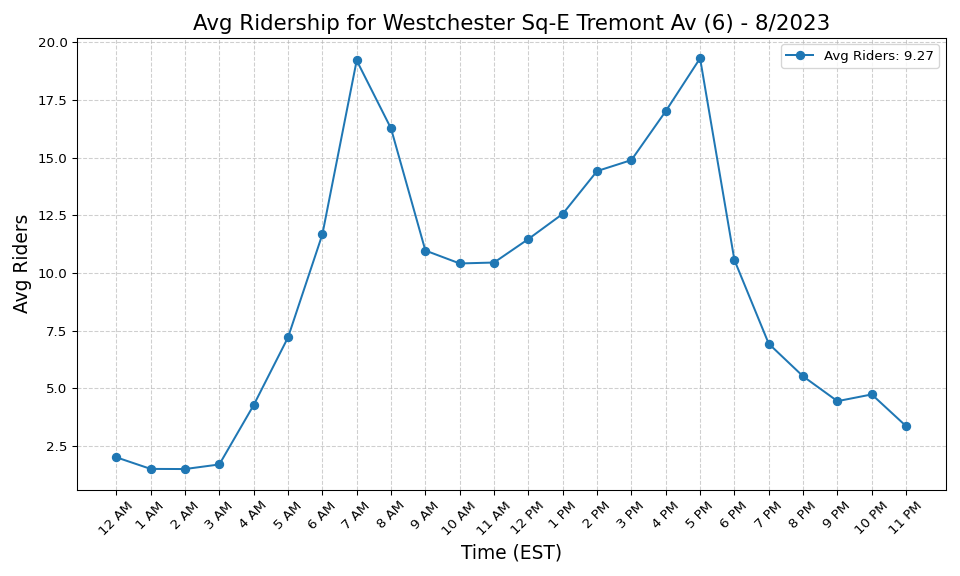 Avg Ridership for Westchester Sq-E Tremont Av (6) - 8/2023
Avg Riders: 9.27
20.0
17.5
15.0
12.5
10.0
7.5
5.0
2.5
Avg Riders
12 AM
1 AM
2 AM
3 AM
4 AM
5 AM
6 AM
7 AM
8 AM
9 AM
10 AM
11 AM
12 PM
1 PM
2 PM
3 PM
4 PM
5 PM
6 PM
7 PM
8 PM
9 PM
10 PM
11 PM
Time (EST)